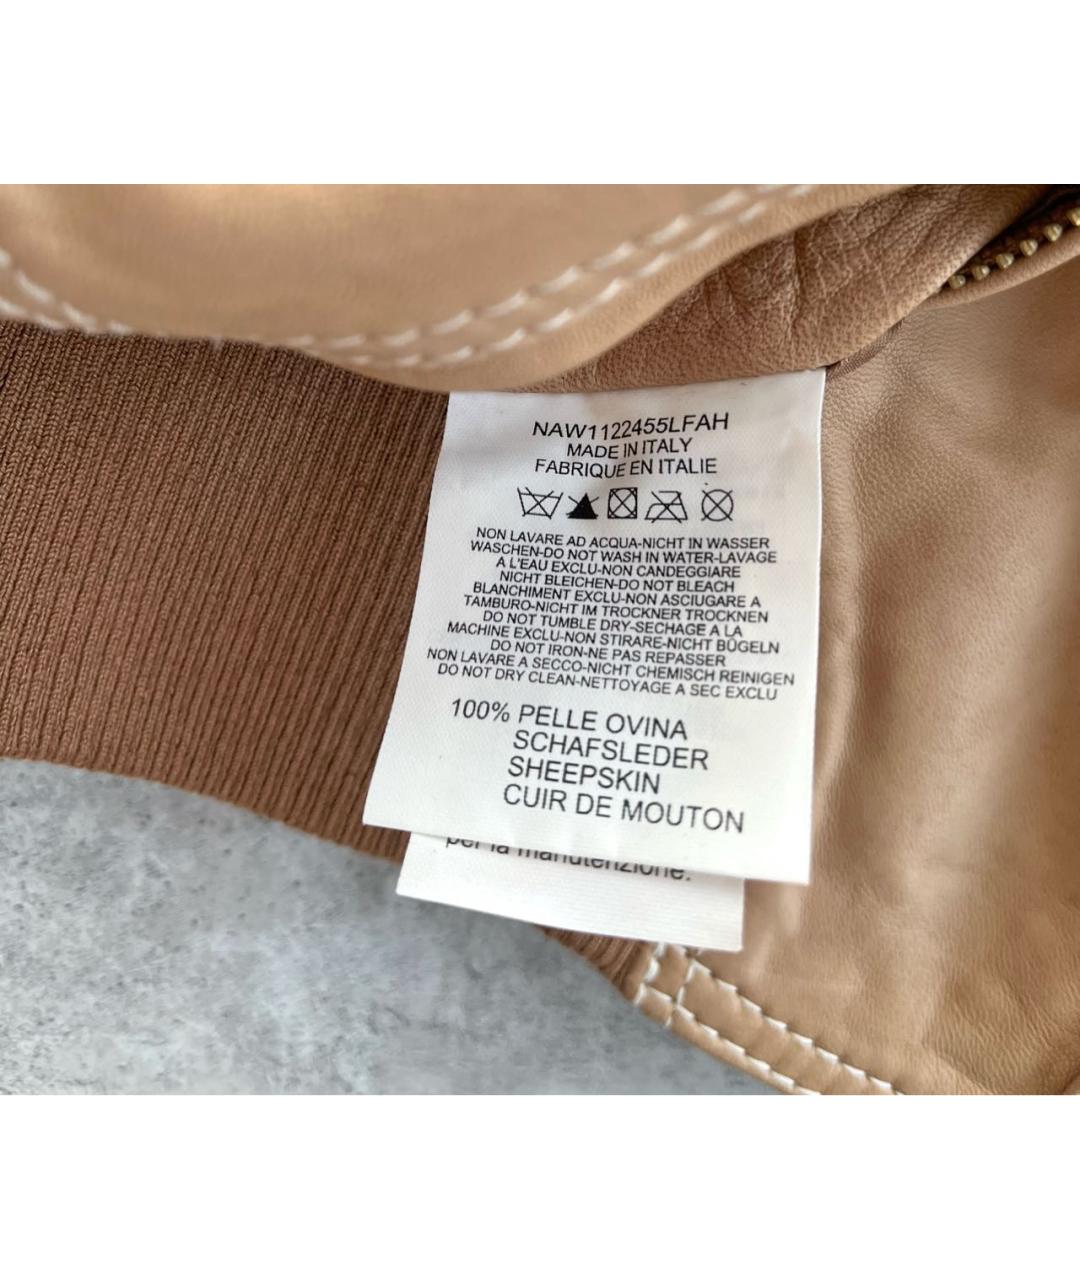 NAW1122455LFAH
MADE IN ITALY
FABRIQUE EN ITALIE
NON LAVARE AD ACQUA-NICHT IN WASSER
WASCHEN-DO NOT WASH IN WATER-LAVAGE
A L'EAU EXCLU-NON CANDEGGIARE
NICHT BLEICHEN-DO NOT BLEACH
BLANCHIMENT EXCLU-NON ASCIUGARE A
TAMBURO-NICHT IM TROCKNER TROCKNEN
DO NOT TUMBLE DRY-SECHAGE A LA
MACHINE EXCLU-NON STIRARE-NICHT BÜGELN
DO NOT IRON-NE PAS REPASSER
NON LAVARE A SECCO-NICHT CHEMISCH REINIGEN
DO NOT DRY CLEAN-NETTOYAGE A SEC EXCLU
100% PELLE OVINA
SCHAFSLEDER
SHEEPSKIN
CUIR DE MOUTON
per la manutenzione.